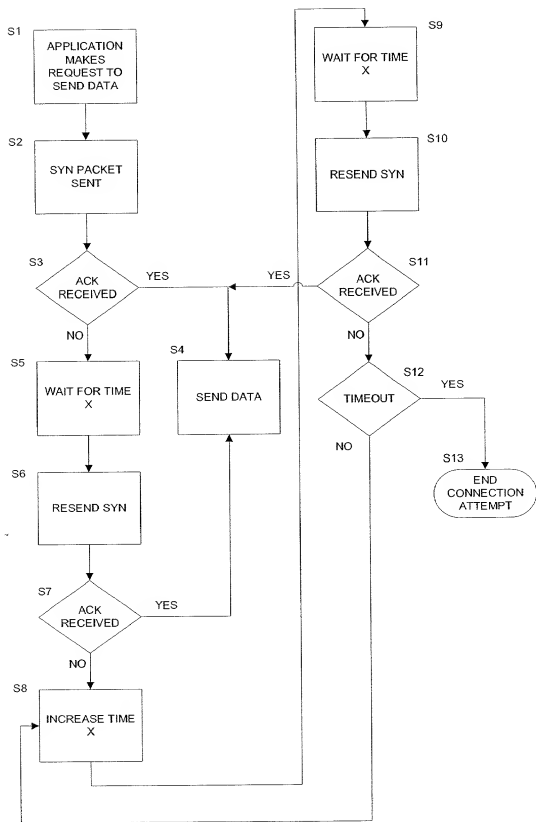 S1
APPLICATION
MAKES
REQUEST TO
SEND DATA
S2
SYN PACKET
SENT
S3
ACK
RECEIVED
YES
NO
S4
SEND DATA
S5
WAIT FOR TIME
X
S6
RESEND SYN
S7
ACK
RECEIVED
YES
NO
S8
INCREASE TIME
X
S9
WAIT FOR TIME
X
S10
RESEND SYN
S11
ACK
RECEIVED
YES
NO
S12
TIMEOUT
YES
NO
S13
END
CONNECTION
ATTEMPT